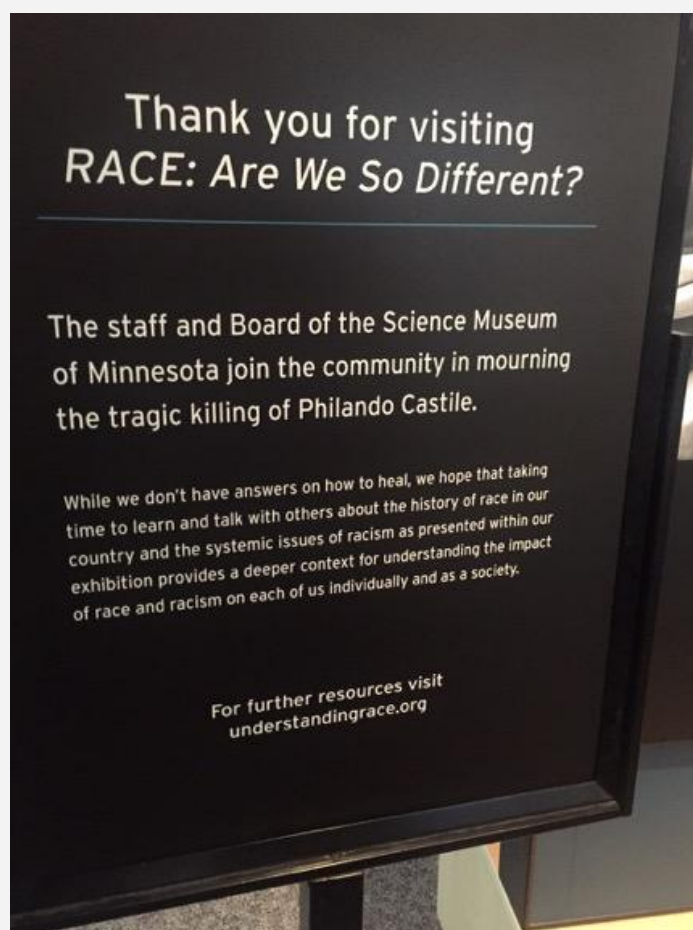 Thank you for visiting
RACE: Are We So Different?
The staff and Board of the Science Museum
of Minnesota join the community in mourning
the tragic killing of Philando Castile.
While we don't have answers on how to heal, we hope that taking
time to learn and talk with others about the history of race in our
country and the systemic issues of racism as presented within our
exhibition provides a deeper context for understanding the impact
of race and racism on each of us individually and as a society.
For further resources visit
understandingrace.org